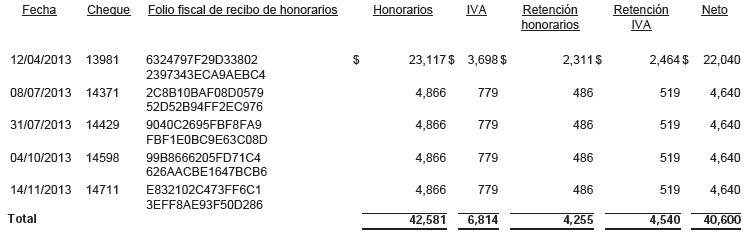 Fecha Cheque Folio fiscal de recibo de honorarios Honorarios IVA Retención honorarios Retención IVA Neto
12/04/2013 13981 6324797F29D33802 $ 23,117 $ 3,698 $ 2,311 $ 2,464 $ 22,040
2397343ECA9AEBC4
08/07/2013 14371 2C8B10BAF08D0579 4,866 779 486 519 4,640
52D52B94FF2EC976
31/07/2013 14429 9040C2695FBF8FA9 4,866 779 486 519 4,640
FBF1E0BC9E63C08D
04/10/2013 14598 99B8666205FD71C4 4,866 779 486 519 4,640
626AACBE1647BCB6
14/11/2013 14711 E832102C473FF6C1 4,866 779 486 519 4,640
3EFF8AE93F50D286
Total 42,581 6,814 4,255 4,540 40,600